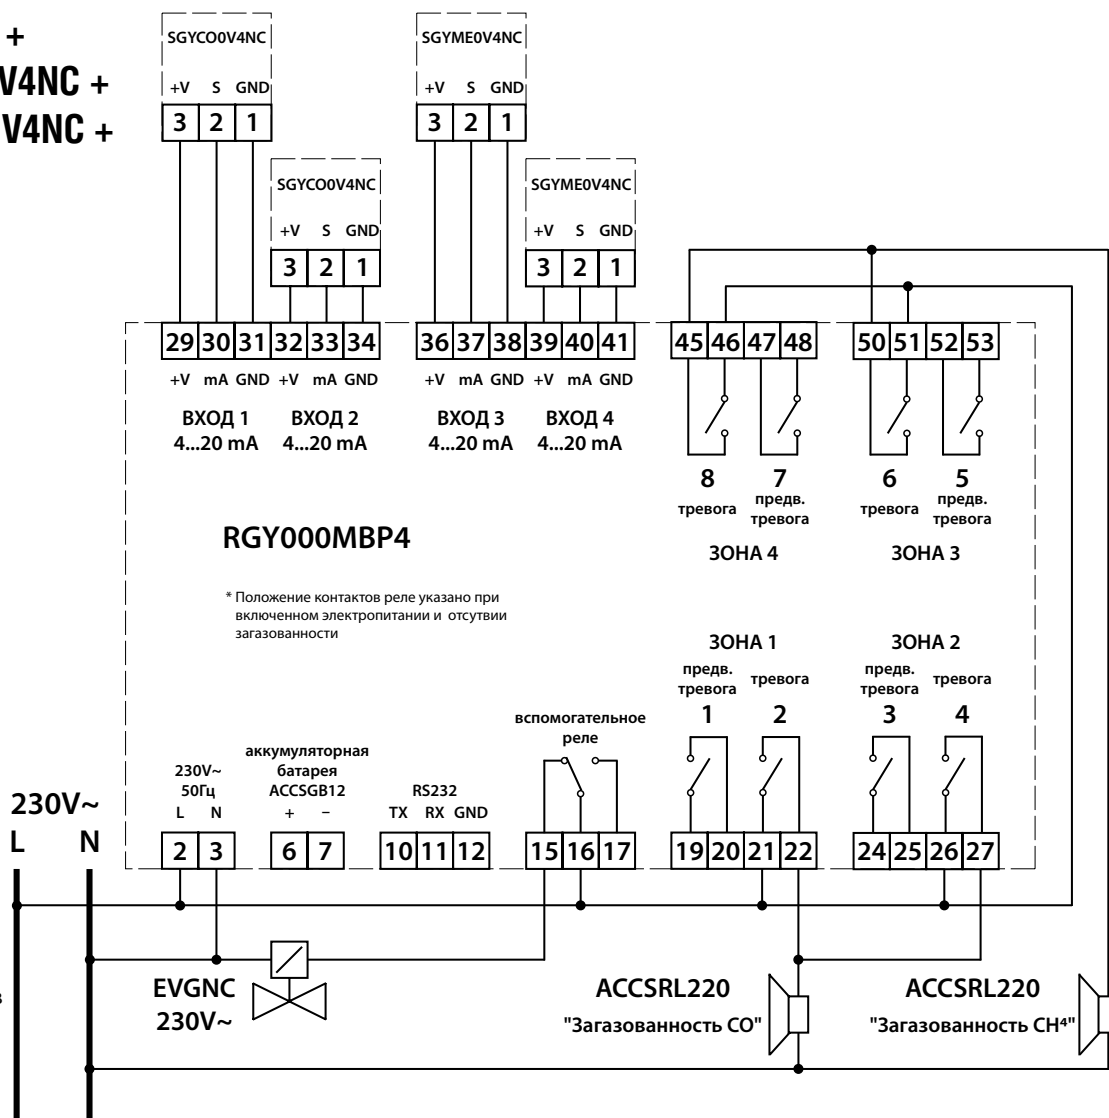 +
V4NC +
V4NC +
SGYCO0V4NC
+V S GND
3 2 1
SGYME0V4NC
+V S GND
3 2 1
SGYCO0V4NC
+V S GND
3 2 1
SGYME0V4NC
+V S GND
3 2 1
29 30 31 32 33 34
36 37 38 39 40 41
45 46 47 48
50 51 52 53
+V mA GND +V mA GND
+V mA GND +V mA GND
ВХОД 1
4...20 mA
ВХОД 2
4...20 mA
ВХОД 3
4...20 mA
ВХОД 4
4...20 mA
8
тревога
7
предв.
тревога
6
тревога
5
предв.
тревога
ЗОНА 4
ЗОНА 3
RGY000MBP4
* Положение контактов реле указано при
включенном электропитании и отсутвии
загазованности
ЗОНА 1
ЗОНА 2
предв.
тревога
1
тревога
2
предв.
тревога
3
тревога
4
вспомогательное
реле
230V~
50Гц
L N
аккумуляторная
батарея
ACCSGB12
+ –
RS232
TX RX GND
230V~
L N
2 3
6 7
10 11 12
15 16 17
19 20 21 22
24 25 26 27
EVGNC
230V~
ACCSRL220
"Загазованность CO"
ACCSRL220
"Загазованность CH⁴"